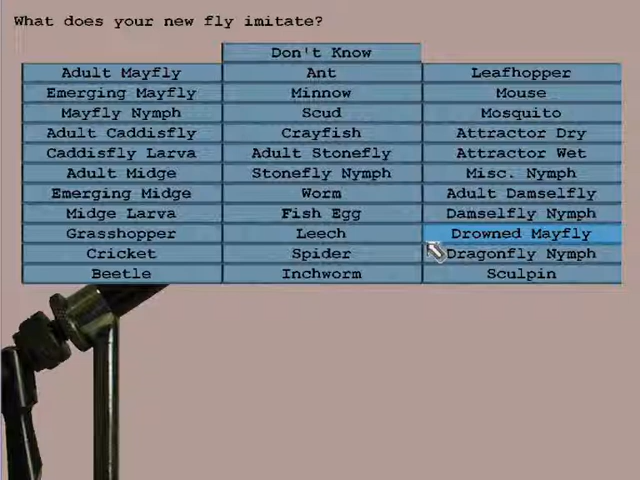 What does your new fly imitate?
Don't Know
Adult Mayfly Ant Leafhopper
Emerging Mayfly Minnow Mouse
Mayfly Nymph Scud Mosquito
Adult Caddisfly Crayfish Attractor Dry
Caddisfly Larva Adult Stonefly Attractor Wet
Adult Midge Stonefly Nymph Misc. Nymph
Emerging Midge Worm Adult Damselfly
Midge Larva Fish Egg Damselfly Nymph
Grasshopper Leech Drowned Mayfly
Cricket Spider Dragonfly Nymph
Beetle Inchworm Sculpin